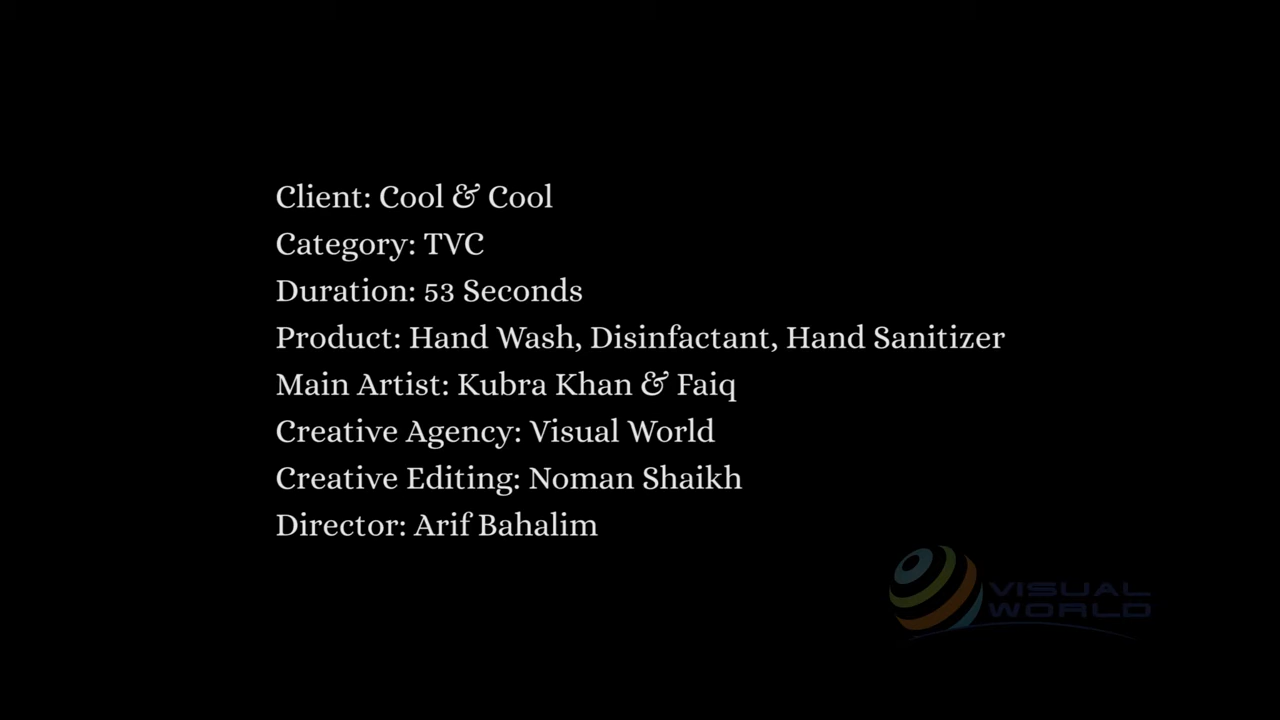 Client: Cool & Cool
Category: TVC
Duration: 53 Seconds
Product: Hand Wash, Disinfactant, Hand Sanitizer
Main Artist: Kubra Khan & Faiq
Creative Agency: Visual World
Creative Editing: Noman Shaikh
Director: Arif Bahalim
VISUAL
WORLD